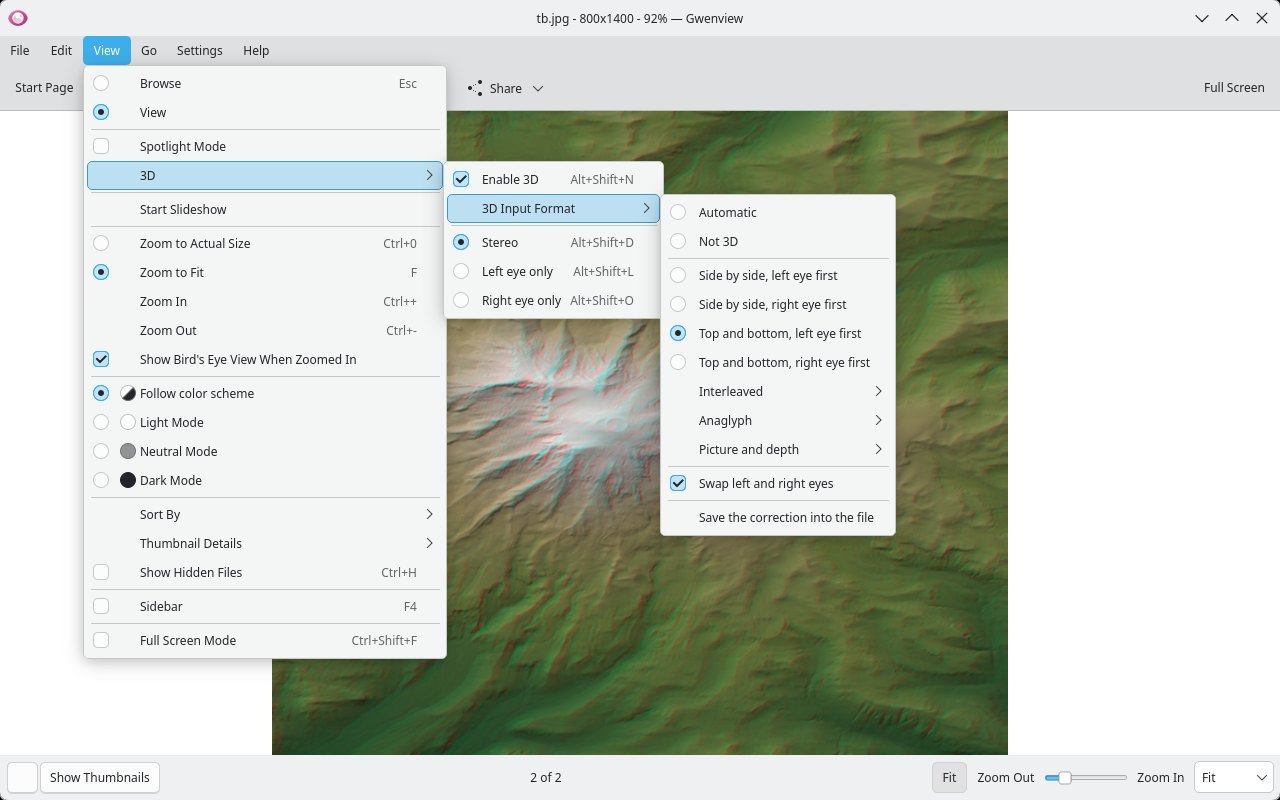 tb.jpg - 800x1400 - 92% — Gwenview
File Edit View Go Settings Help
Start Page
Share
Full Screen
Browse Esc
View
Spotlight Mode
3D
Start Slideshow
Zoom to Actual Size Ctrl+0
Zoom to Fit F
Zoom In Ctrl++
Zoom Out Ctrl+-
Show Bird's Eye View When Zoomed In
Follow color scheme
Light Mode
Neutral Mode
Dark Mode
Sort By
Thumbnail Details
Show Hidden Files Ctrl+H
Sidebar F4
Full Screen Mode Ctrl+Shift+F
Enable 3D Alt+Shift+N
3D Input Format
Stereo Alt+Shift+D
Left eye only Alt+Shift+L
Right eye only Alt+Shift+O
Automatic
Not 3D
Side by side, left eye first
Side by side, right eye first
Top and bottom, left eye first
Top and bottom, right eye first
Interleaved
Anaglyph
Picture and depth
Swap left and right eyes
Save the correction into the file
Show Thumbnails
2 of 2
Fit
Zoom Out
Zoom In
Fit